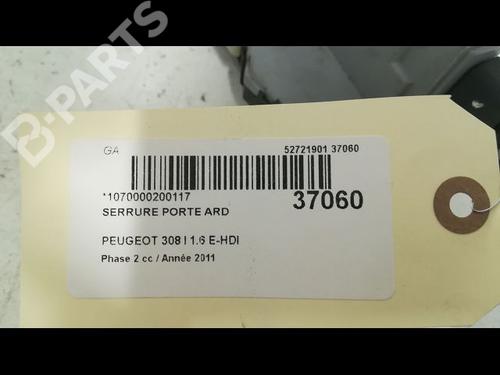 B-PARTS
GA
52721901 37060
*1070000200117
37060
SERRURE PORTE ARD
PEUGEOT 308 I 1.6 E-HDI
Phase 2 cc / Année 2011